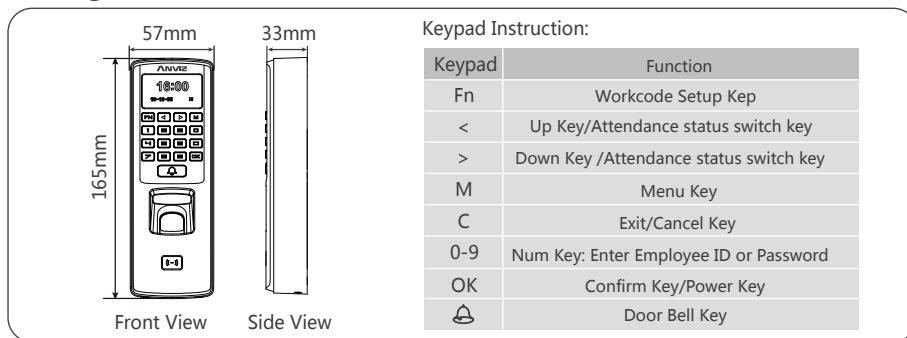 57mm
33mm
165mm
ANVIZ
16:00
Front View
Side View
Keypad Instruction:
Keypad Function
Fn Workcode Setup Kep
< Up Key/Attendance status switch key
> Down Key /Attendance status switch key
M Menu Key
C Exit/Cancel Key
0-9 Num Key: Enter Employee ID or Password
OK Confirm Key/Power Key
Door Bell Key